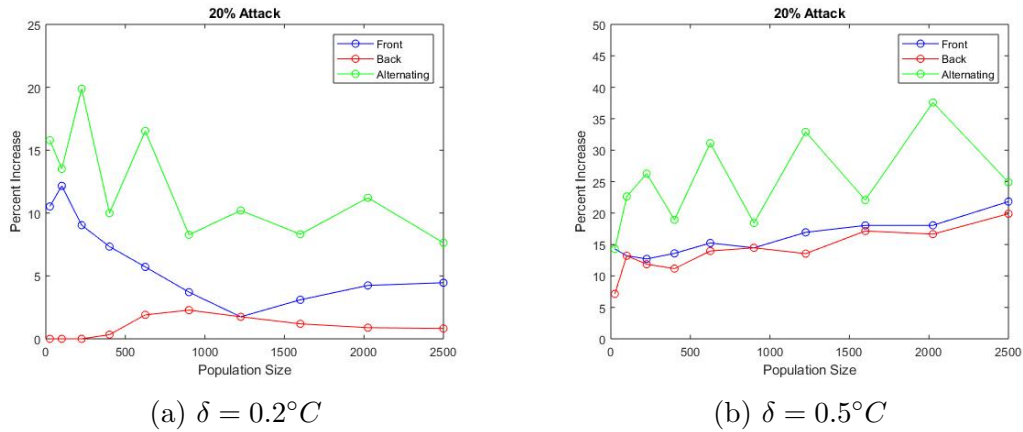 20% Attack
25
20
15
10
5
0
Percent Increase
0 500 1000 1500 2000 2500
Population Size
Front
Back
Alternating
(a) δ = 0.2°C
20% Attack
50
45
40
35
30
25
20
15
10
5
0
Percent Increase
0 500 1000 1500 2000 2500
Population Size
Front
Back
Alternating
(b) δ = 0.5°C